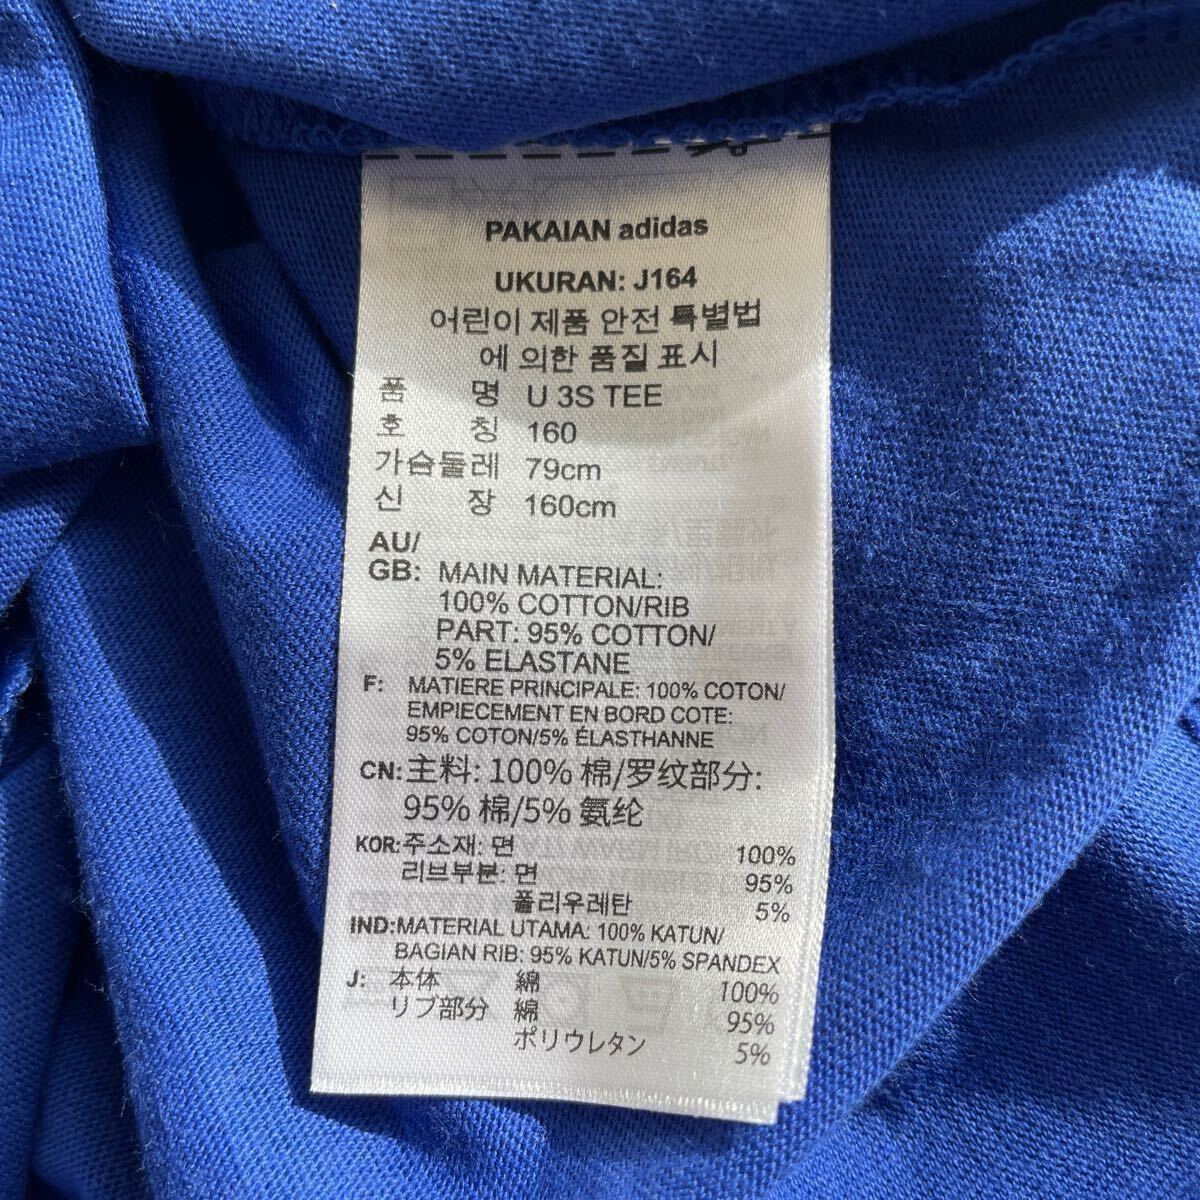 PAKAIAN adidas
UKURAN: J164
어린이 제품 안전 특별법
에 의한 품질 표시
품 명 U 3S TEE
호 칭 160
가슴둘레 79cm
신 장 160cm
AU/
GB: MAIN MATERIAL:
100% COTTON/RIB
PART: 95% COTTON/
5% ELASTANE
F: MATIERE PRINCIPALE: 100% COTON/
EMPIECEMENT EN BORD COTE:
95% COTON/5% ÉLASTHANNE
CN: 主料: 100% 棉/罗纹部分:
95% 棉/5% 氨纶
KOR: 주소재: 면 100%
리브부분: 면 95%
폴리우레탄 5%
IND: MATERIAL UTAMA: 100% KATUN/
BAGIAN RIB: 95% KATUN/5% SPANDEX
J: 本体 綿 100%
リブ部分 綿 95%
ポリウレタン 5%